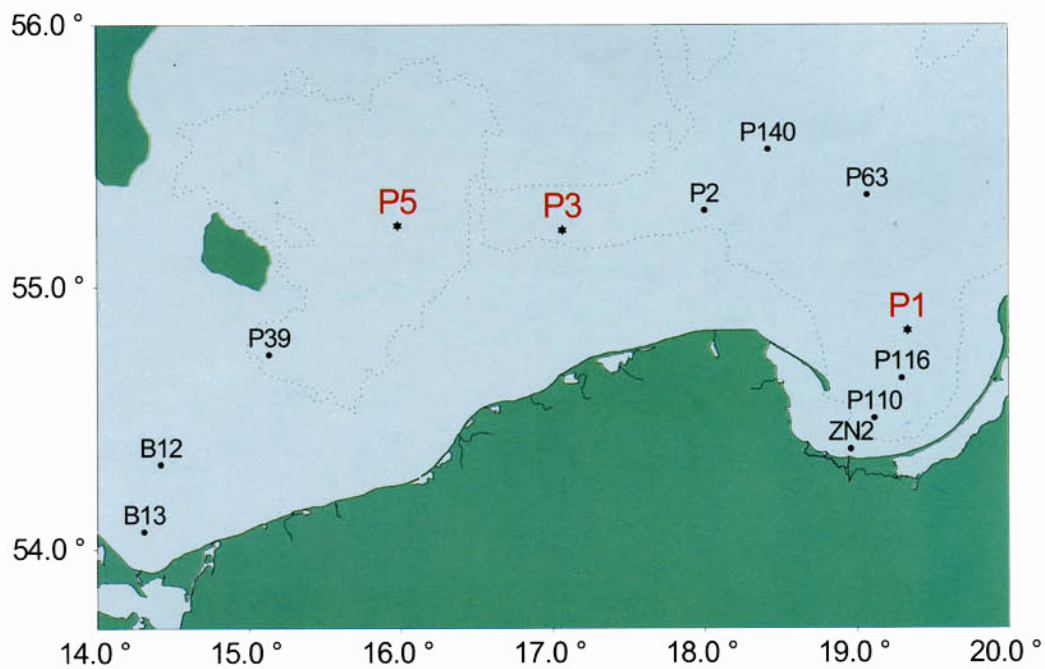 56.0 °
P140
P63
P5
P3
P2
55.0 °
P1
P39
P116
P110
ZN2
B12
B13
54.0 °
14.0 °
15.0 °
16.0 °
17.0 °
18.0 °
19.0 °
20.0 °